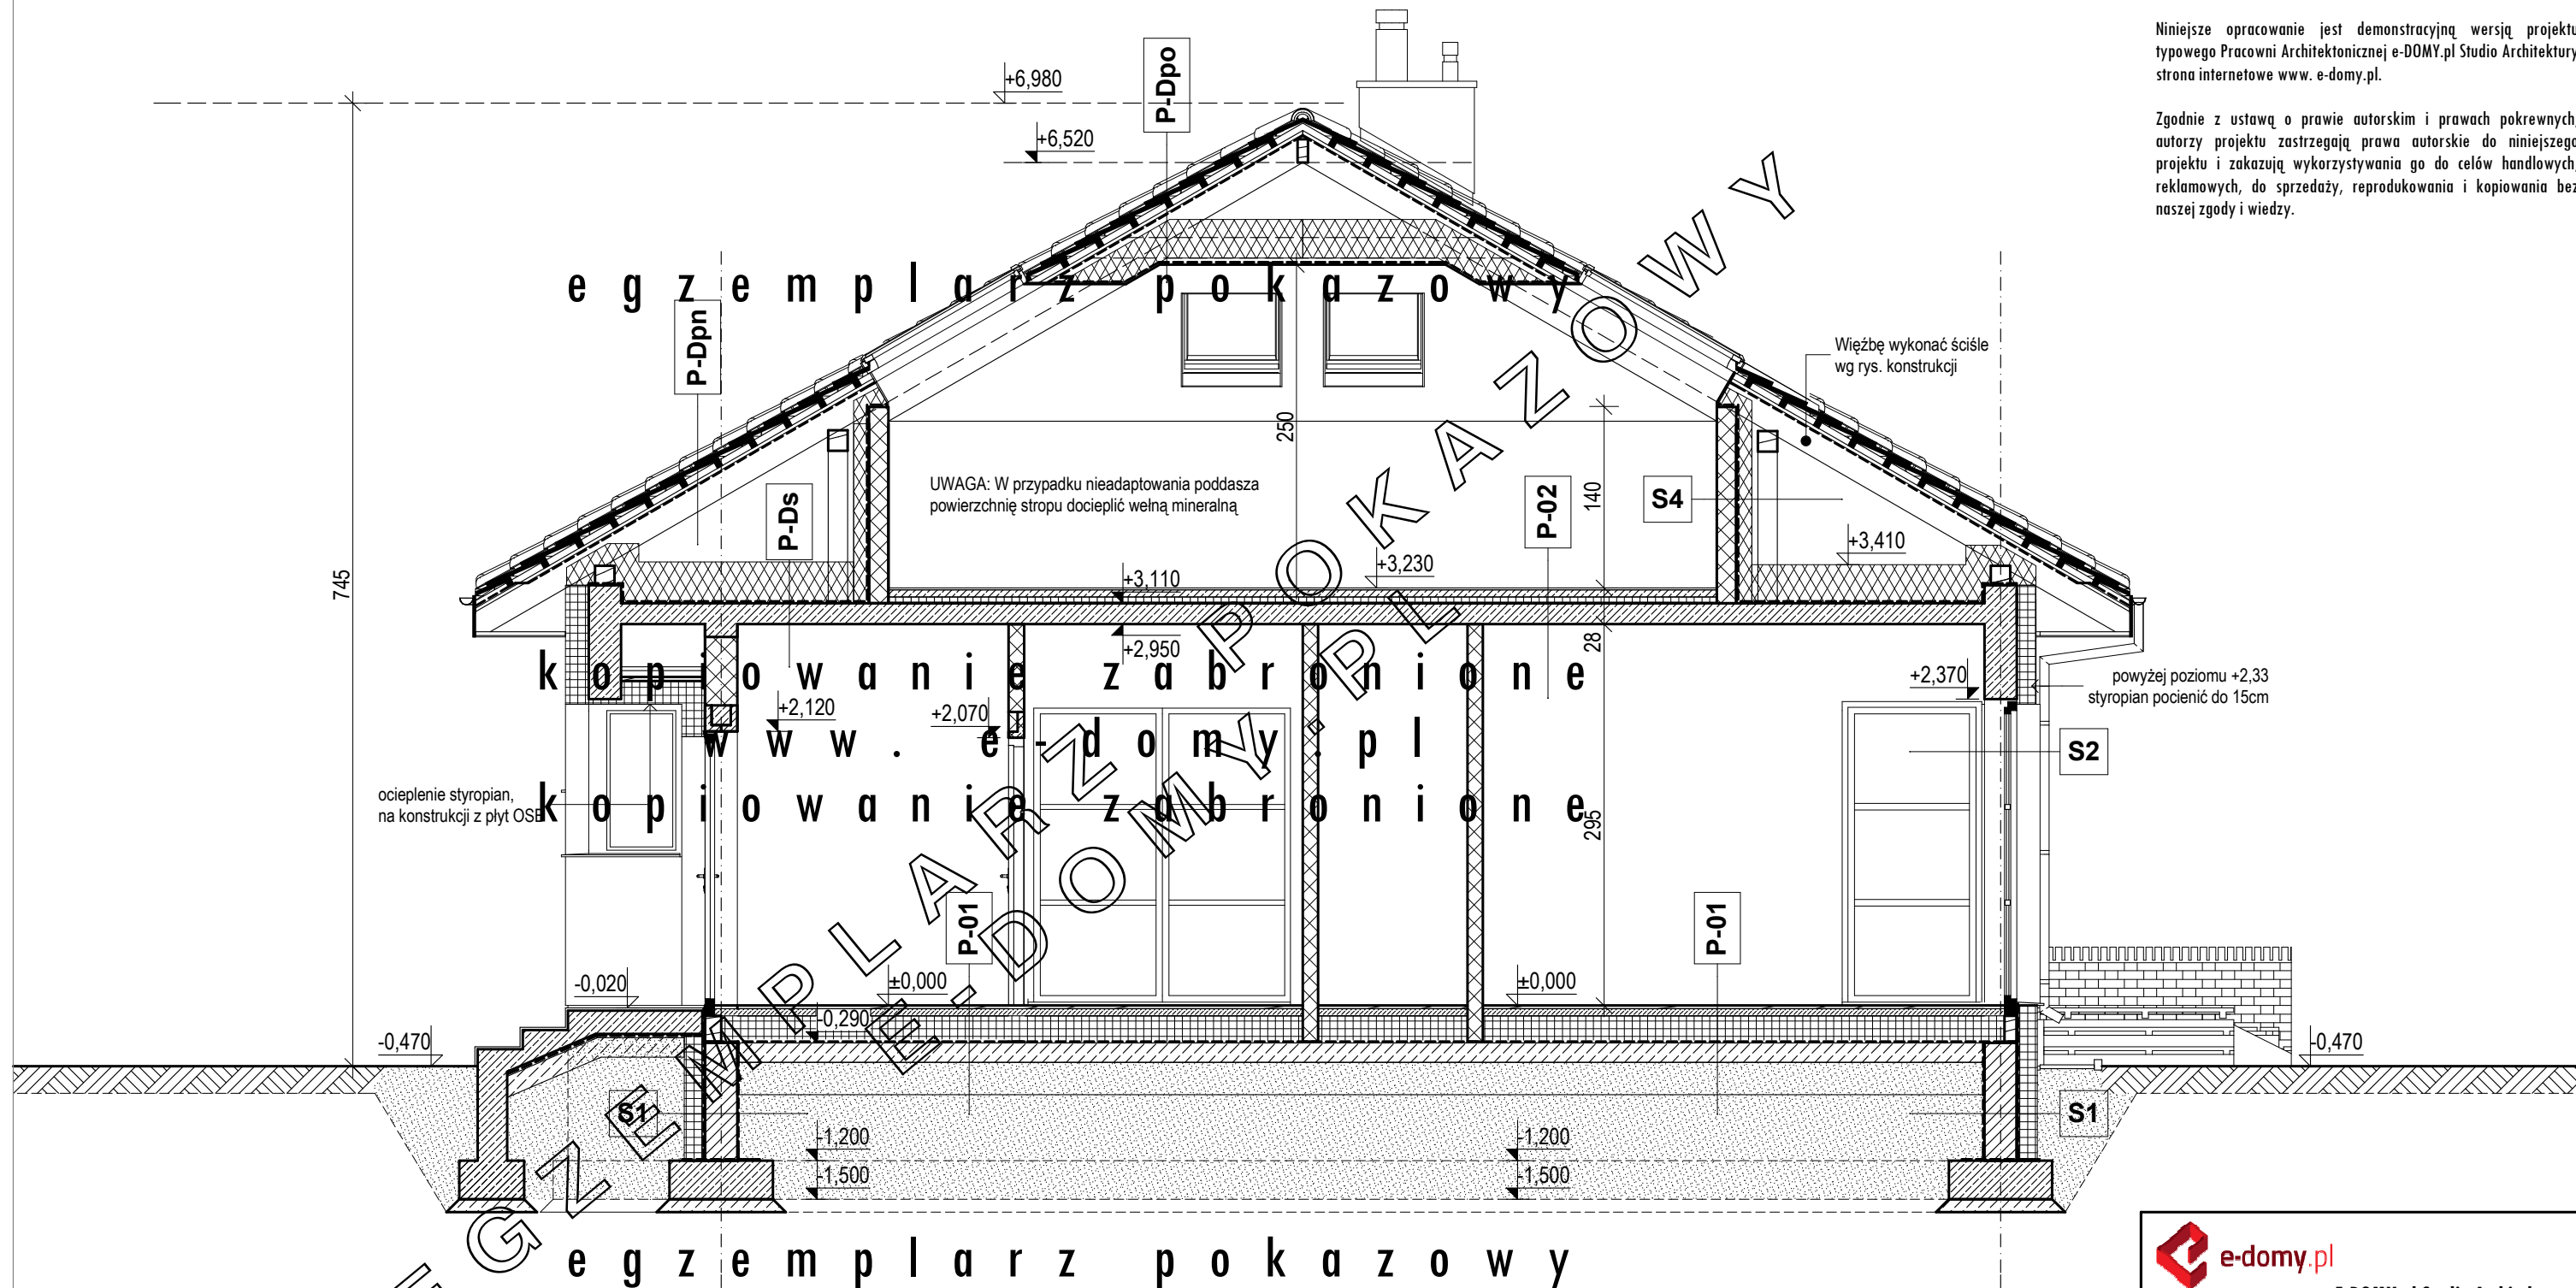 Niniejsze opracowanie jest demonstracyjną wersją projektu
typowego Pracowni Architektonicznej e-DOMY.pl Studio Architektury
strona internetowe www. e-domy.pl.
Zgodnie z ustawą o prawie autorskim i prawach pokrewnych,
autorzy projektu zastrzegają prawa autorskie do niniejszego
projektu i zakazują wykorzystywania go do celów handlowych,
reklamowych, do sprzedaży, reprodukowania i kopiowania bez
naszej zgody i wiedzy.
+6,980
P-Dpo
+6,520
egzemplarz pokazowy
P-Dpn
Więźbę wykonać ściśle
wg rys. konstrukcji
250
UWAGA: W przypadku nieadaptowania poddasza
powierzchnię stropu docieplić wełną mineralną
P-Ds
P-02
140
S4
+3,410
+3,230
+3,110
745
+2,950
28
kopiowanie zabronione
+2,370
powyżej poziomu +2,33
styropian pocienić do 15cm
+2,120
+2,070
www.e-domy.pl
S2
ocieplenie styropian,
na konstrukcji z płyt OSB
kopiowanie zabronione
295
P-01
P-01
-0,020
±0,000
±0,000
-0,290
-0,470
-0,470
S1
S1
-1,200
-1,200
-1,500
-1,500
EGZEMPLARZ POKAZOWY
E-DOMY.PL
egzemplarz pokazowy
e-domy.pl